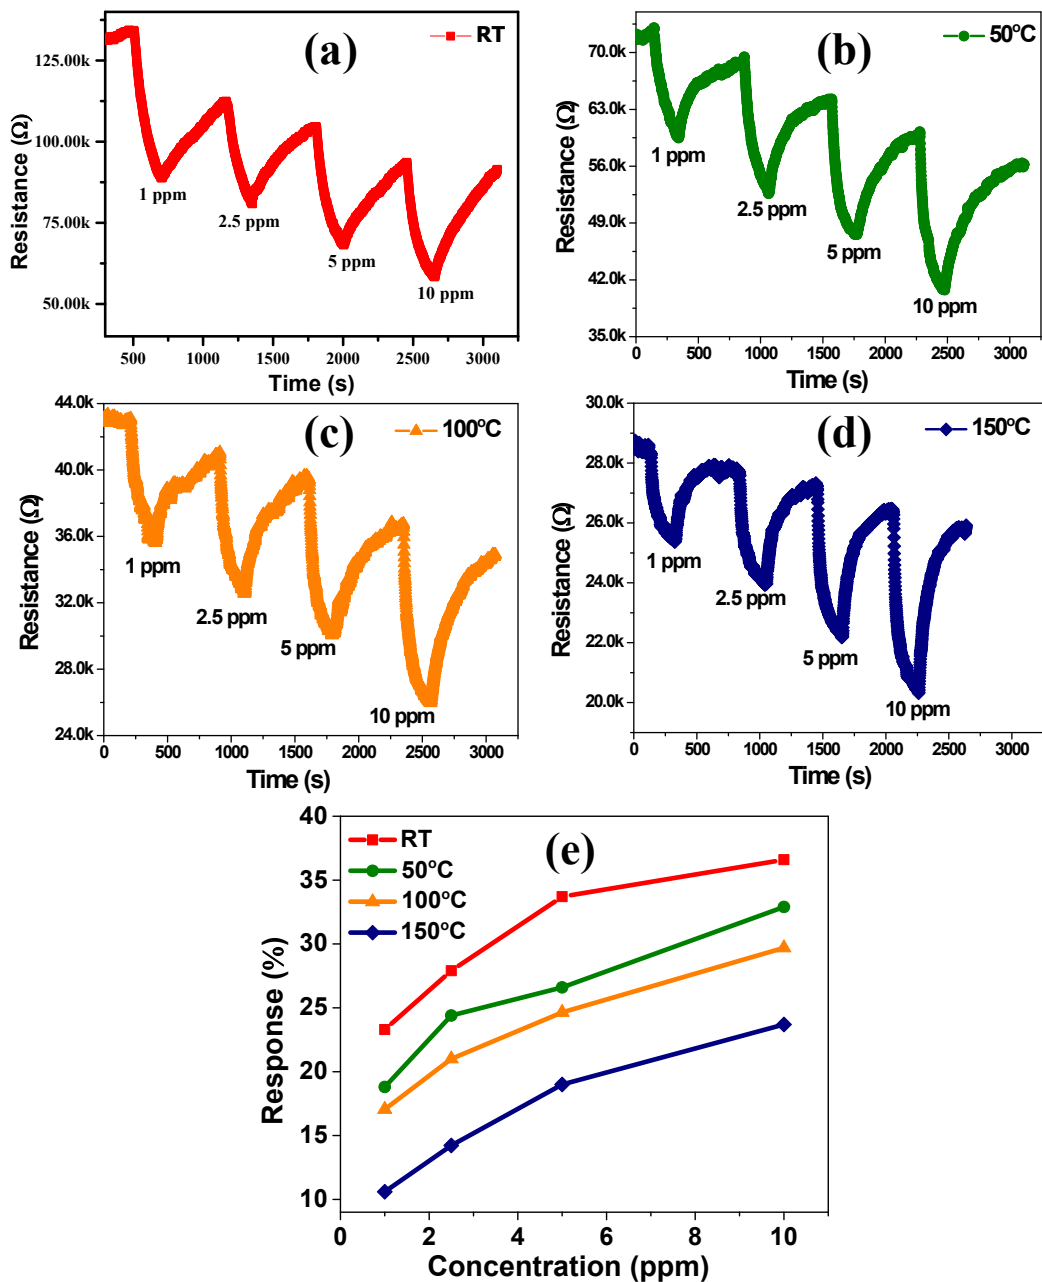 (a)
RT
125.00k
100.00k
75.00k
50.00k
Resistance (Ω)
1 ppm
2.5 ppm
5 ppm
10 ppm
500 1000 1500 2000 2500 3000
Time (s)
(b)
50ºC
70.0k
63.0k
56.0k
49.0k
42.0k
35.0k
Resistance (Ω)
1 ppm
2.5 ppm
5 ppm
10 ppm
0 500 1000 1500 2000 2500 3000
Time (s)
(c)
100ºC
44.0k
40.0k
36.0k
32.0k
28.0k
24.0k
Resistance (Ω)
1 ppm
2.5 ppm
5 ppm
10 ppm
0 500 1000 1500 2000 2500 3000
Time (s)
(d)
150ºC
30.0k
28.0k
26.0k
24.0k
22.0k
20.0k
Resistance (Ω)
1 ppm
2.5 ppm
5 ppm
10 ppm
0 500 1000 1500 2000 2500 3000
Time (s)
(e)
RT
50ºC
100ºC
150ºC
40
35
30
25
20
15
10
Response (%)
0 2 4 6 8 10
Concentration (ppm)